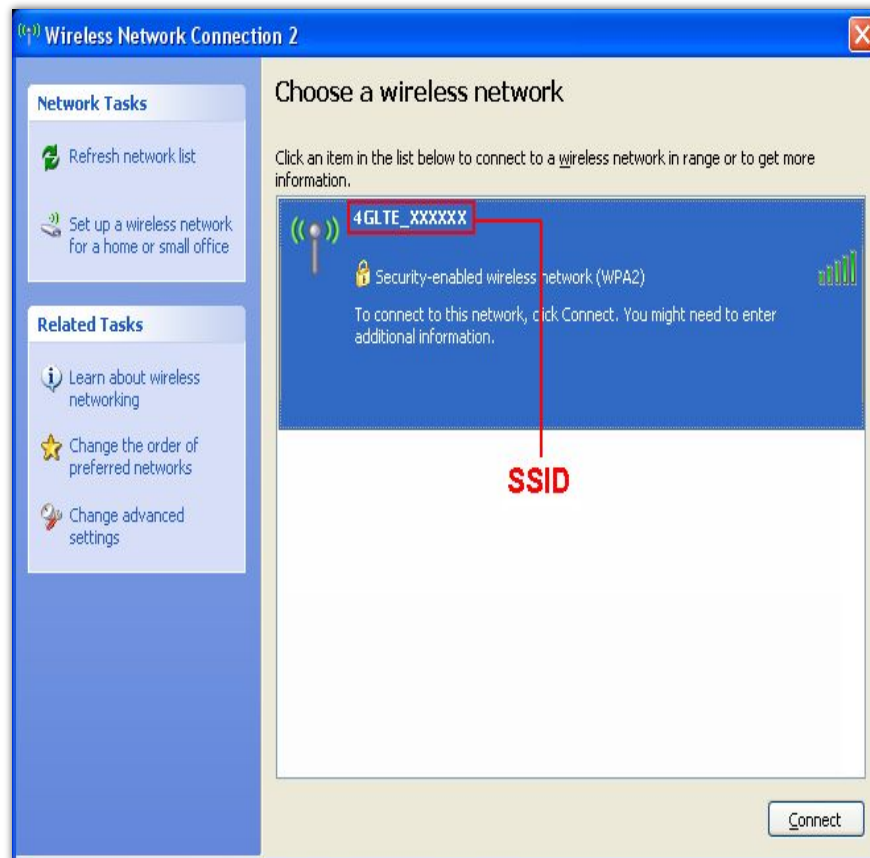 Wireless Network Connection 2
Network Tasks
Refresh network list
Set up a wireless network
for a home or small office
Related Tasks
Learn about wireless
networking
Change the order of
preferred networks
Change advanced
settings
Choose a wireless network
Click an item in the list below to connect to a wireless network in range or to get more
information.
4GLTE_XXXXXX
Security-enabled wireless network (WPA2)
To connect to this network, click Connect. You might need to enter
additional information.
SSID
Connect